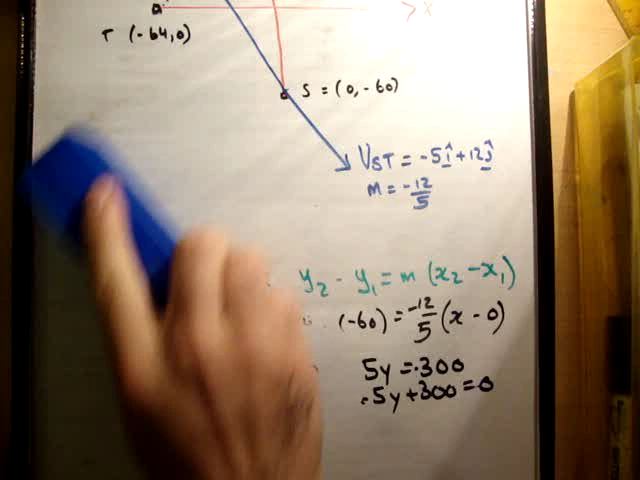 x
T (-64,0)
S = (0,-60)
VST = -5î + 12ĵ
m = -12/5
y2 - y1 = m (x2 - x1)
(-60) = -12/5 (x - 0)
5y = -300
5y + 300 = 0